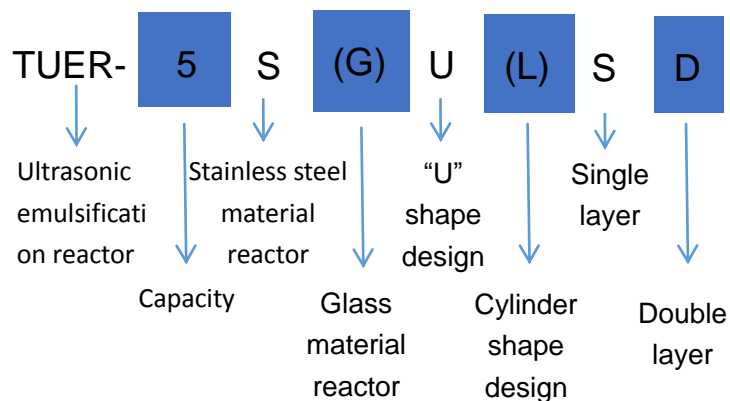 TUER- 5 S (G) U (L) S D
Ultrasonic
emulsificati
on reactor
Stainless steel
material
reactor
“U”
shape
design
Single
layer
Capacity
Glass
material
reactor
Cylinder
shape
design
Double
layer